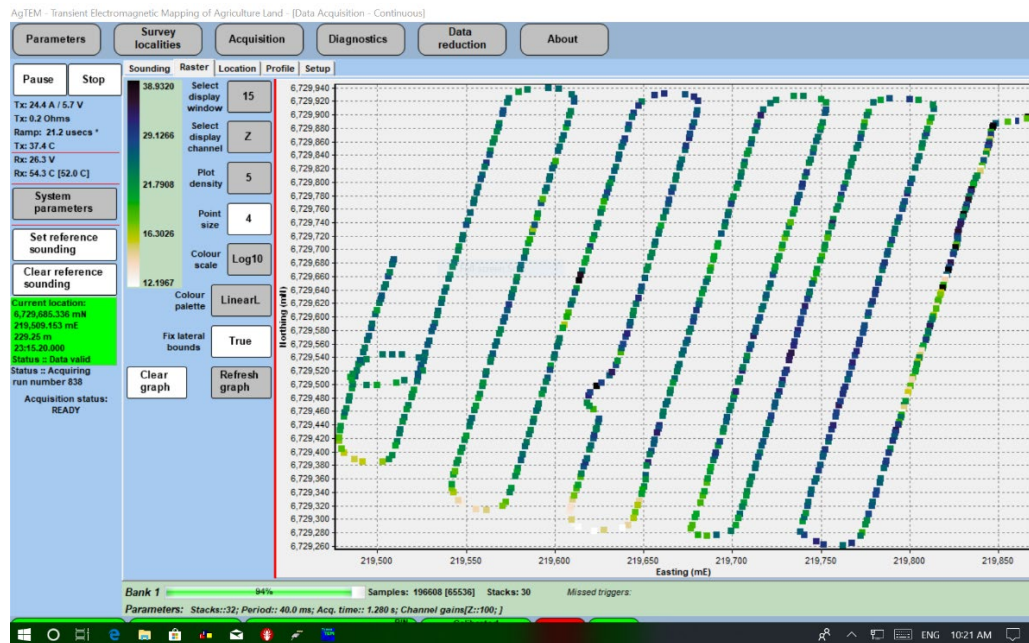 AgTEM - Transient Electromagnetic Mapping of Agriculture Land - [Data Acquisition - Continuous]
Parameters
Survey localities
Acquisition
Diagnostics
Data reduction
About
Pause Stop
Tx: 24.4 A / 5.7 V
Tx: 0.2 Ohms
Ramp: 21.2 usecs *
Tx: 37.4 C
Rx: 26.3 V
Rx: 54.3 C [52.0 C]
System parameters
Set reference sounding
Clear reference sounding
Current location:
6,729,685.336 mN
219,509.153 mE
229.25 m
23:15.20.000
Status :: Data valid
Status :: Acquiring
run number 838
Acquisition status:
READY
Sounding Raster Location Profile Setup
38.9320
29.1266
21.7908
16.3026
12.1967
Select display window 15
Select display channel Z
Plot density 5
Point size 4
Colour scale Log10
Colour palette LinearL
Fix lateral bounds True
Clear graph
Refresh graph
Northing (mN)
6,729,940
6,729,920
6,729,900
6,729,880
6,729,860
6,729,840
6,729,820
6,729,800
6,729,780
6,729,760
6,729,740
6,729,720
6,729,700
6,729,680
6,729,660
6,729,640
6,729,620
6,729,600
6,729,580
6,729,560
6,729,540
6,729,520
6,729,500
6,729,480
6,729,460
6,729,440
6,729,420
6,729,400
6,729,380
6,729,360
6,729,340
6,729,320
6,729,300
6,729,280
6,729,260
219,500 219,550 219,600 219,650 219,700 219,750 219,800 219,850
Easting (mE)
Bank 1 94% Samples: 196608 [65536] Stacks: 30 Missed triggers:
Parameters: Stacks::32; Period:: 40.0 ms; Acq. time:: 1.280 s; Channel gains[Z::100; ]
ENG 10:21 AM